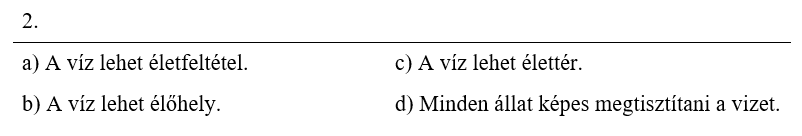 2.
a) A víz lehet életfeltétel.
c) A víz lehet élettér.
b) A víz lehet élőhely.
d) Minden állat képes megtisztítani a vizet.